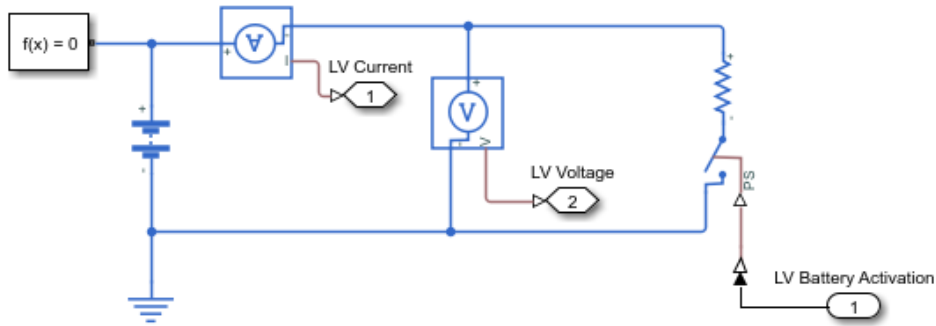 f(x) = 0
A
+
-
I
LV Current
1
+
V
-
V
LV Voltage
2
+
-
+
-
PS
LV Battery Activation
1